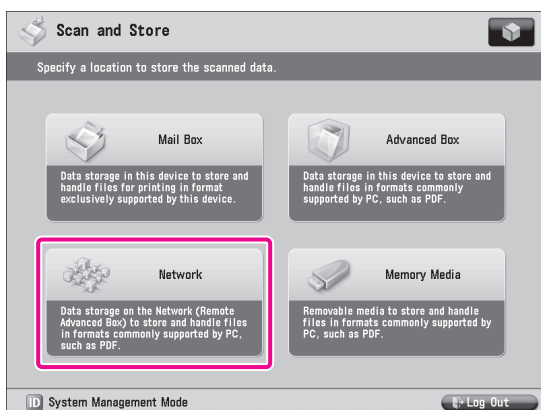 Scan and Store
Specify a location to store the scanned data.
Mail Box
Data storage in this device to store and
handle files for printing in format
exclusively supported by this device.
Advanced Box
Data storage in this device to store and
handle files in formats commonly
supported by PC, such as PDF.
Network
Data storage on the Network (Remote
Advanced Box) to store and handle files
in formats commonly supported by PC,
such as PDF.
Memory Media
Removable media to store and handle
files in formats commonly supported by
PC, such as PDF.
ID System Management Mode
Log Out